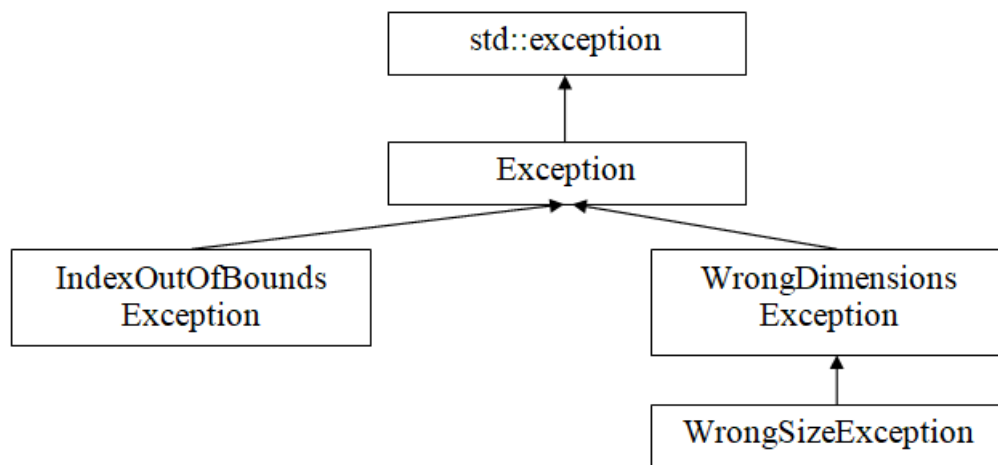 std::exception
Exception
IndexOutOfBounds
Exception
WrongDimensions
Exception
WrongSizeException